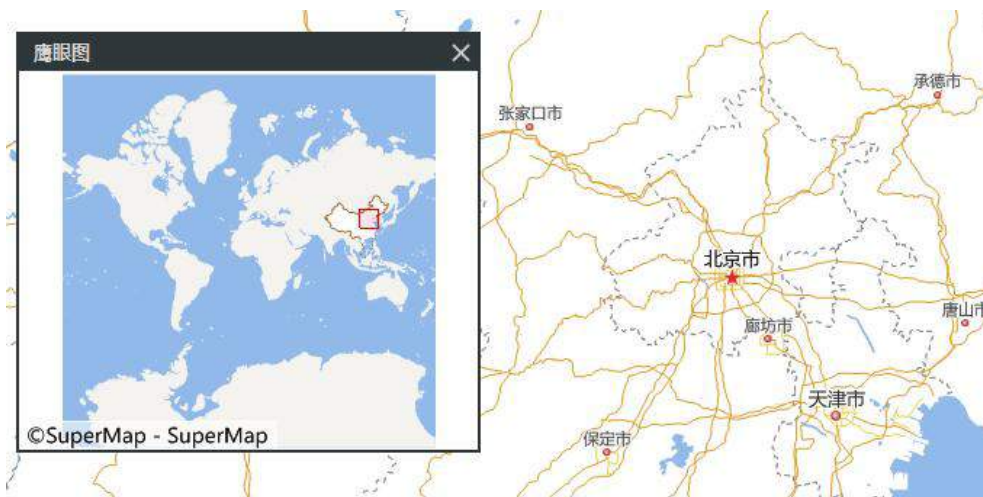 鹰眼图
承德市
张家口市
北京市
唐山市
廊坊市
天津市
保定市
©SuperMap - SuperMap